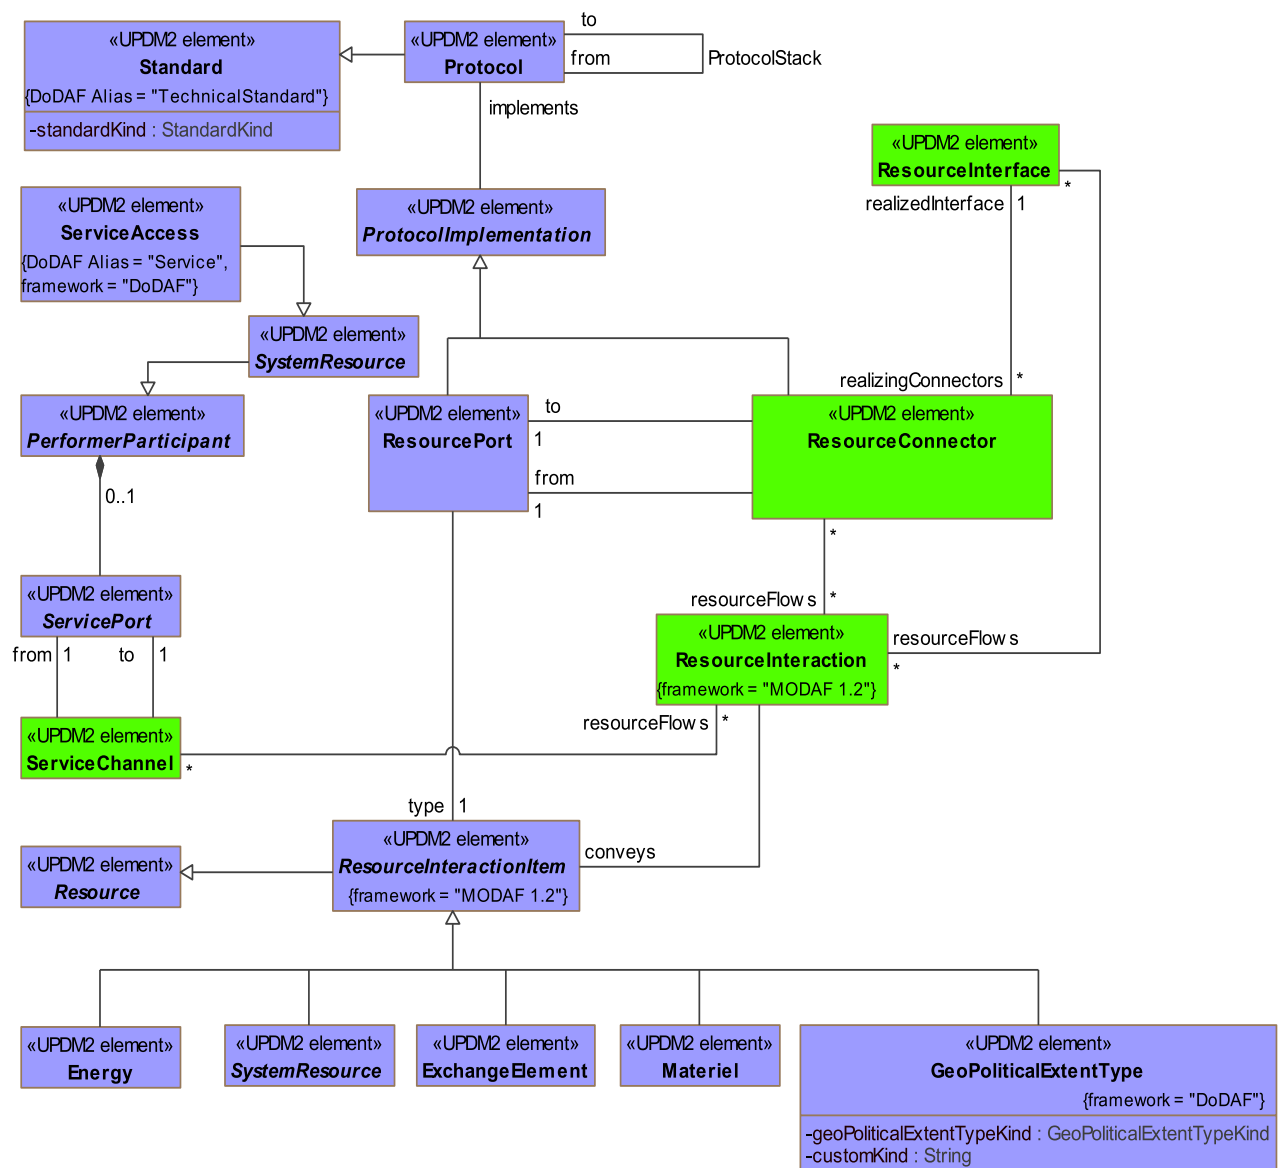 «UPDM2 element»
Standard
{DoDAF Alias = "TechnicalStandard"}
-standardKind : StandardKind
«UPDM2 element»
Protocol
to
from
ProtocolStack
implements
«UPDM2 element»
ResourceInterface
*
realizedInterface 1
«UPDM2 element»
ServiceAccess
{DoDAF Alias = "Service",
framework = "DoDAF"}
«UPDM2 element»
ProtocolImplementation
«UPDM2 element»
SystemResource
realizingConnectors *
«UPDM2 element»
PerformerParticipant
0..1
«UPDM2 element»
ResourcePort
to
1
from
1
«UPDM2 element»
ResourceConnector
*
resourceFlows *
«UPDM2 element»
ServicePort
from 1 to 1
«UPDM2 element»
ResourceInteraction
{framework = "MODAF 1.2"}
resourceFlows
*
resourceFlows *
«UPDM2 element»
ServiceChannel
*
type 1
«UPDM2 element»
ResourceInteractionItem
{framework = "MODAF 1.2"}
conveys
«UPDM2 element»
Resource
«UPDM2 element»
Energy
«UPDM2 element»
SystemResource
«UPDM2 element»
ExchangeElement
«UPDM2 element»
Materiel
«UPDM2 element»
GeoPoliticalExtentType
{framework = "DoDAF"}
-geoPoliticalExtentTypeKind : GeoPoliticalExtentTypeKind
-customKind : String